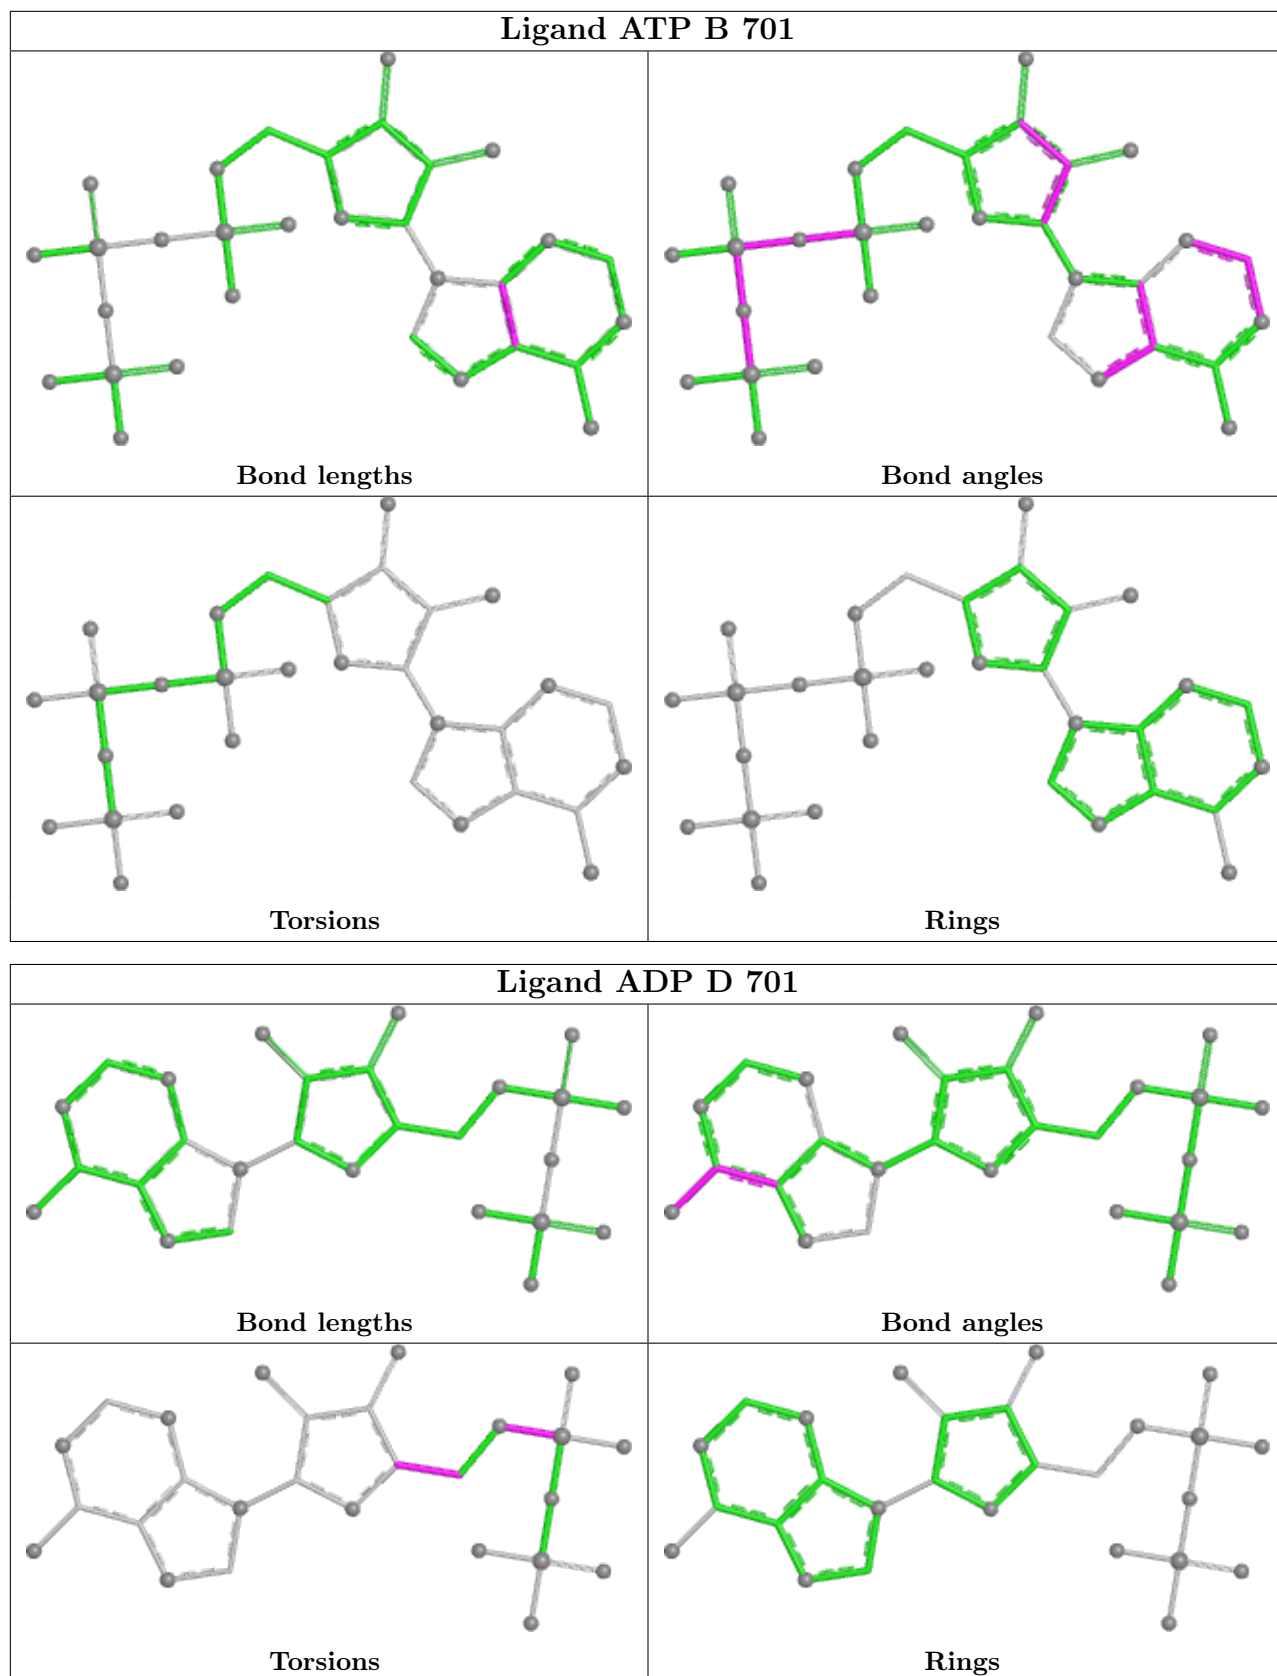 Ligand ATP B 701
Bond lengths
Bond angles
Torsions
Rings
Ligand ADP D 701
Bond lengths
Bond angles
Torsions
Rings